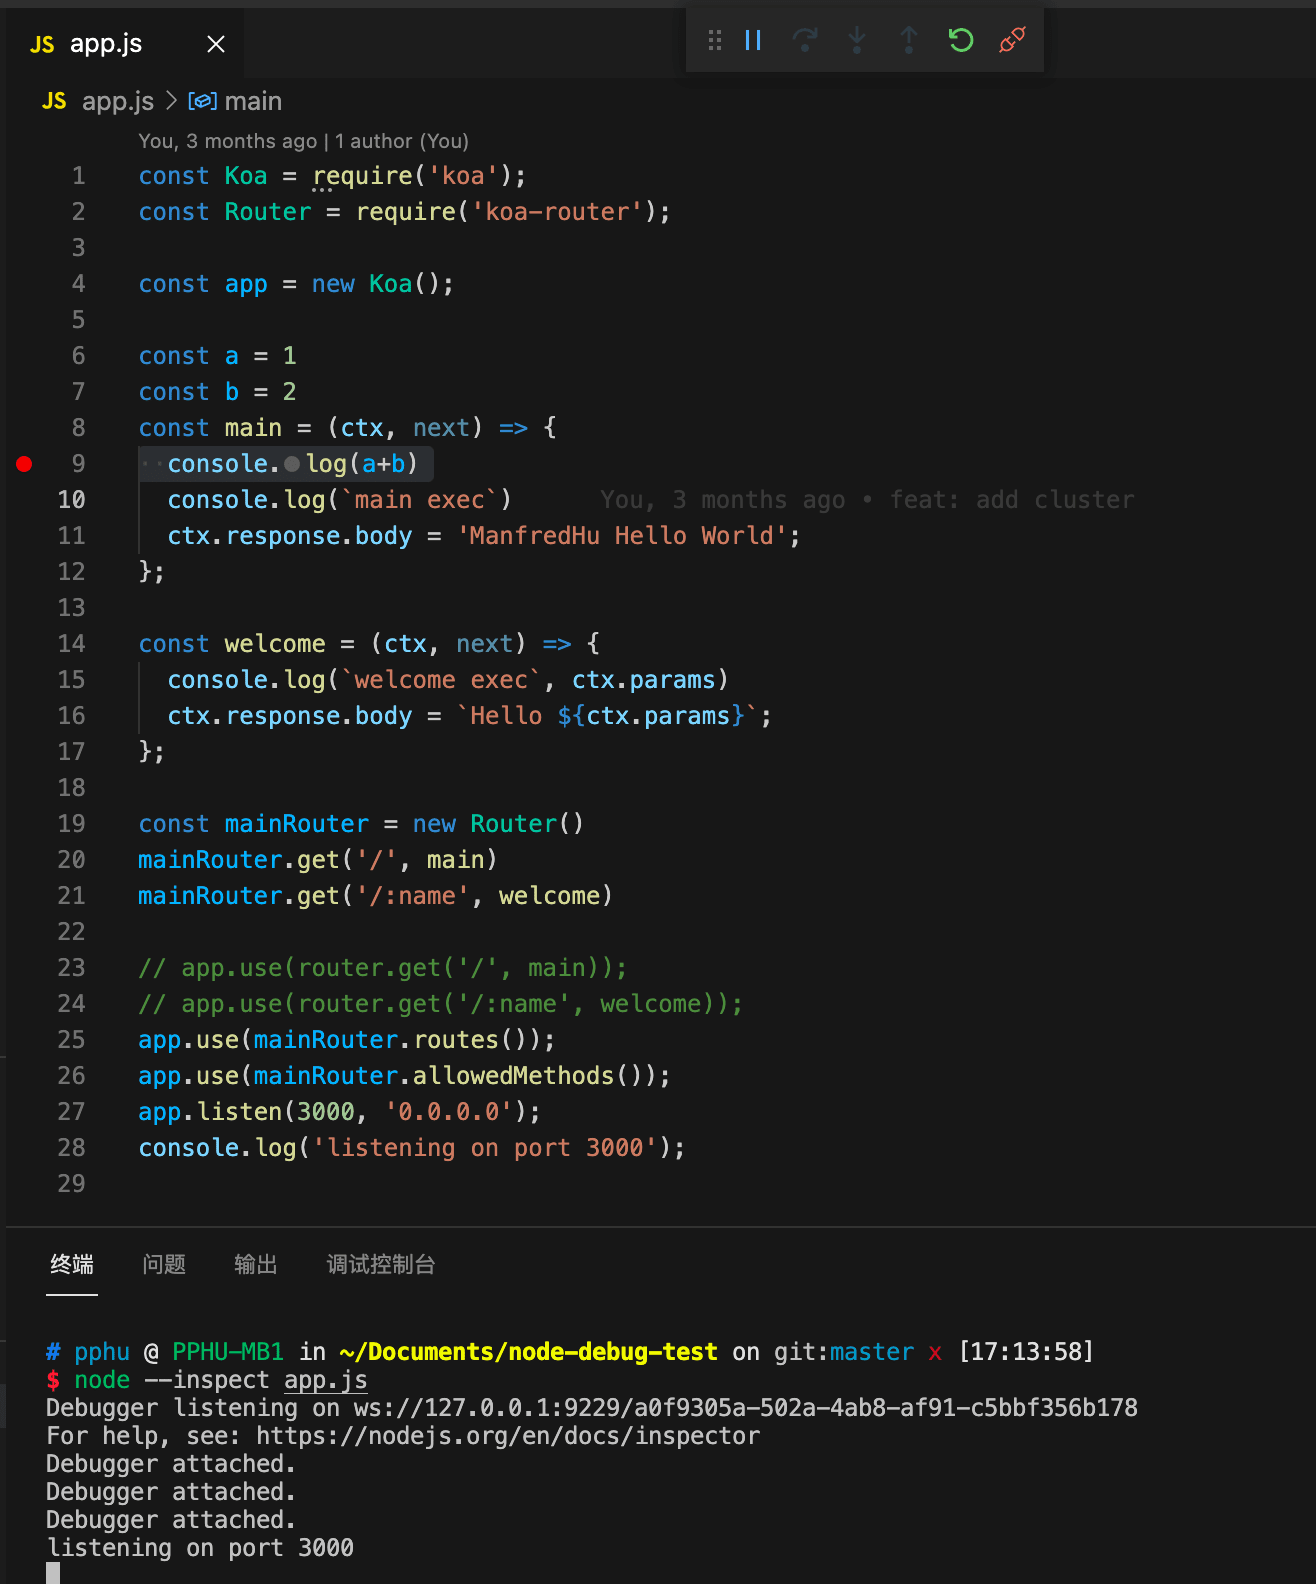 JS app.js
JS app.js > main
You, 3 months ago | 1 author (You)
1 const Koa = require('koa');
2 const Router = require('koa-router');
3
4 const app = new Koa();
5
6 const a = 1
7 const b = 2
8 const main = (ctx, next) => {
9 console.log(a+b)
10 console.log(`main exec`) You, 3 months ago • feat: add cluster
11 ctx.response.body = 'ManfredHu Hello World';
12 };
13
14 const welcome = (ctx, next) => {
15 console.log(`welcome exec`, ctx.params)
16 ctx.response.body = `Hello ${ctx.params}`;
17 };
18
19 const mainRouter = new Router()
20 mainRouter.get('/', main)
21 mainRouter.get('/:name', welcome)
22
23 // app.use(router.get('/', main));
24 // app.use(router.get('/:name', welcome));
25 app.use(mainRouter.routes());
26 app.use(mainRouter.allowedMethods());
27 app.listen(3000, '0.0.0.0');
28 console.log('listening on port 3000');
29
终端 问题 输出 调试控制台
# pphu @ PPHU-MB1 in ~/Documents/node-debug-test on git:master x [17:13:58]
$ node --inspect app.js
Debugger listening on ws://127.0.0.1:9229/a0f9305a-502a-4ab8-af91-c5bbf356b178
For help, see: https://nodejs.org/en/docs/inspector
Debugger attached.
Debugger attached.
Debugger attached.
listening on port 3000